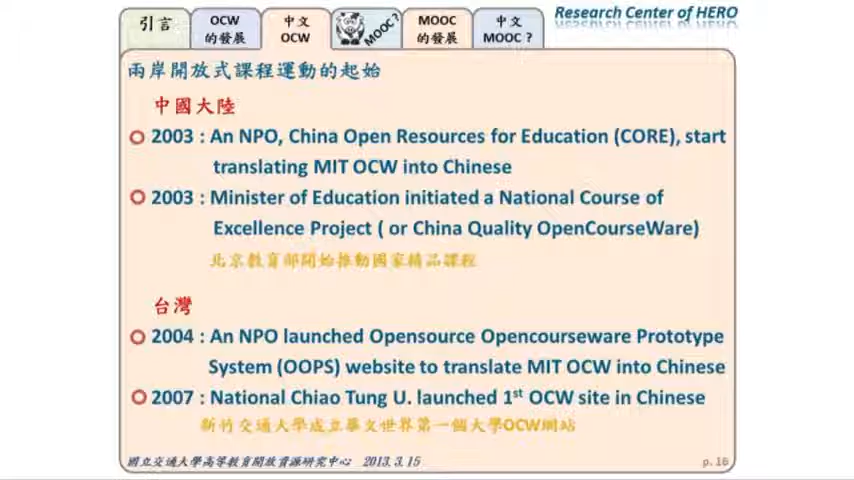 引言
OCW
的發展
中文
OCW
MOOC?
MOOC
的發展
中文
MOOC ?
Research Center of HERO
兩岸開放式課程運動的起始
中國大陸
2003 : An NPO, China Open Resources for Education (CORE), start
translating MIT OCW into Chinese
2003 : Minister of Education initiated a National Course of
Excellence Project ( or China Quality OpenCourseWare)
北京教育部開始推動國家精品課程
台灣
2004 : An NPO launched Opensource Opencourseware Prototype
System (OOPS) website to translate MIT OCW into Chinese
2007 : National Chiao Tung U. launched 1st OCW site in Chinese
新竹交通大學成立華文世界第一個大學OCW網站
國立交通大學高等教育開放資源研究中心 2013.3.15
p.16